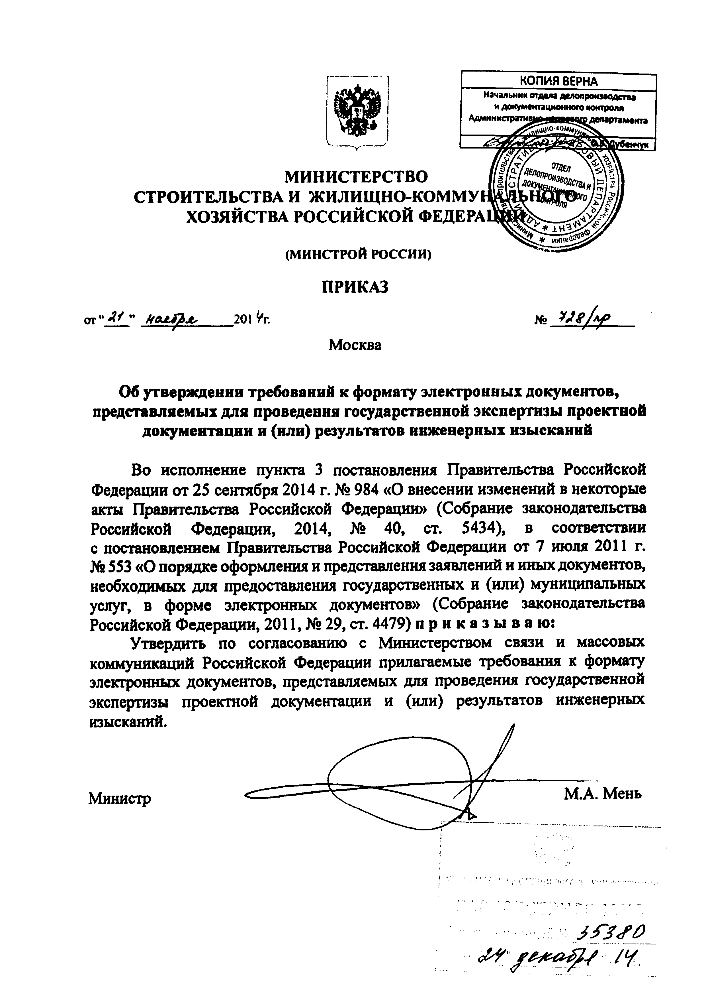 КОПИЯ ВЕРНА
Начальник отдела делопроизводства
и документационного контроля
Административно-кадрового департамента
О.В. Дубенчук
Министерство строительства и жилищно-коммунального хозяйства Российской Федерации
АДМИНИСТРАТИВНО-КАДРОВЫЙ ДЕПАРТАМЕНТ
ОТДЕЛ
ДЕЛОПРОИЗВОДСТВА И
ДОКУМЕНТАЦИОННОГО
КОНТРОЛЯ
МИНИСТЕРСТВО
СТРОИТЕЛЬСТВА И ЖИЛИЩНО-КОММУНАЛЬНОГО
ХОЗЯЙСТВА РОССИЙСКОЙ ФЕДЕРАЦИИ
(МИНСТРОЙ РОССИИ)
ПРИКАЗ
от “21” ноября 2014г. № 728/пр
Москва
Об утверждении требований к формату электронных документов,
представляемых для проведения государственной экспертизы проектной
документации и (или) результатов инженерных изысканий
Во исполнение пункта 3 постановления Правительства Российской
Федерации от 25 сентября 2014 г. № 984 «О внесении изменений в некоторые
акты Правительства Российской Федерации» (Собрание законодательства
Российской Федерации, 2014, № 40, ст. 5434), в соответствии
с постановлением Правительства Российской Федерации от 7 июля 2011 г.
№ 553 «О порядке оформления и представления заявлений и иных документов,
необходимых для предоставления государственных и (или) муниципальных
услуг, в форме электронных документов» (Собрание законодательства
Российской Федерации, 2011, № 29, ст. 4479) п р и к а з ы в а ю:
Утвердить по согласованию с Министерством связи и массовых
коммуникаций Российской Федерации прилагаемые требования к формату
электронных документов, представляемых для проведения государственной
экспертизы проектной документации и (или) результатов инженерных
изысканий.
Министр М.А. Мень
ЗАРЕГИСТРИРОВАНО
№ 35380
от "24" декабря 14